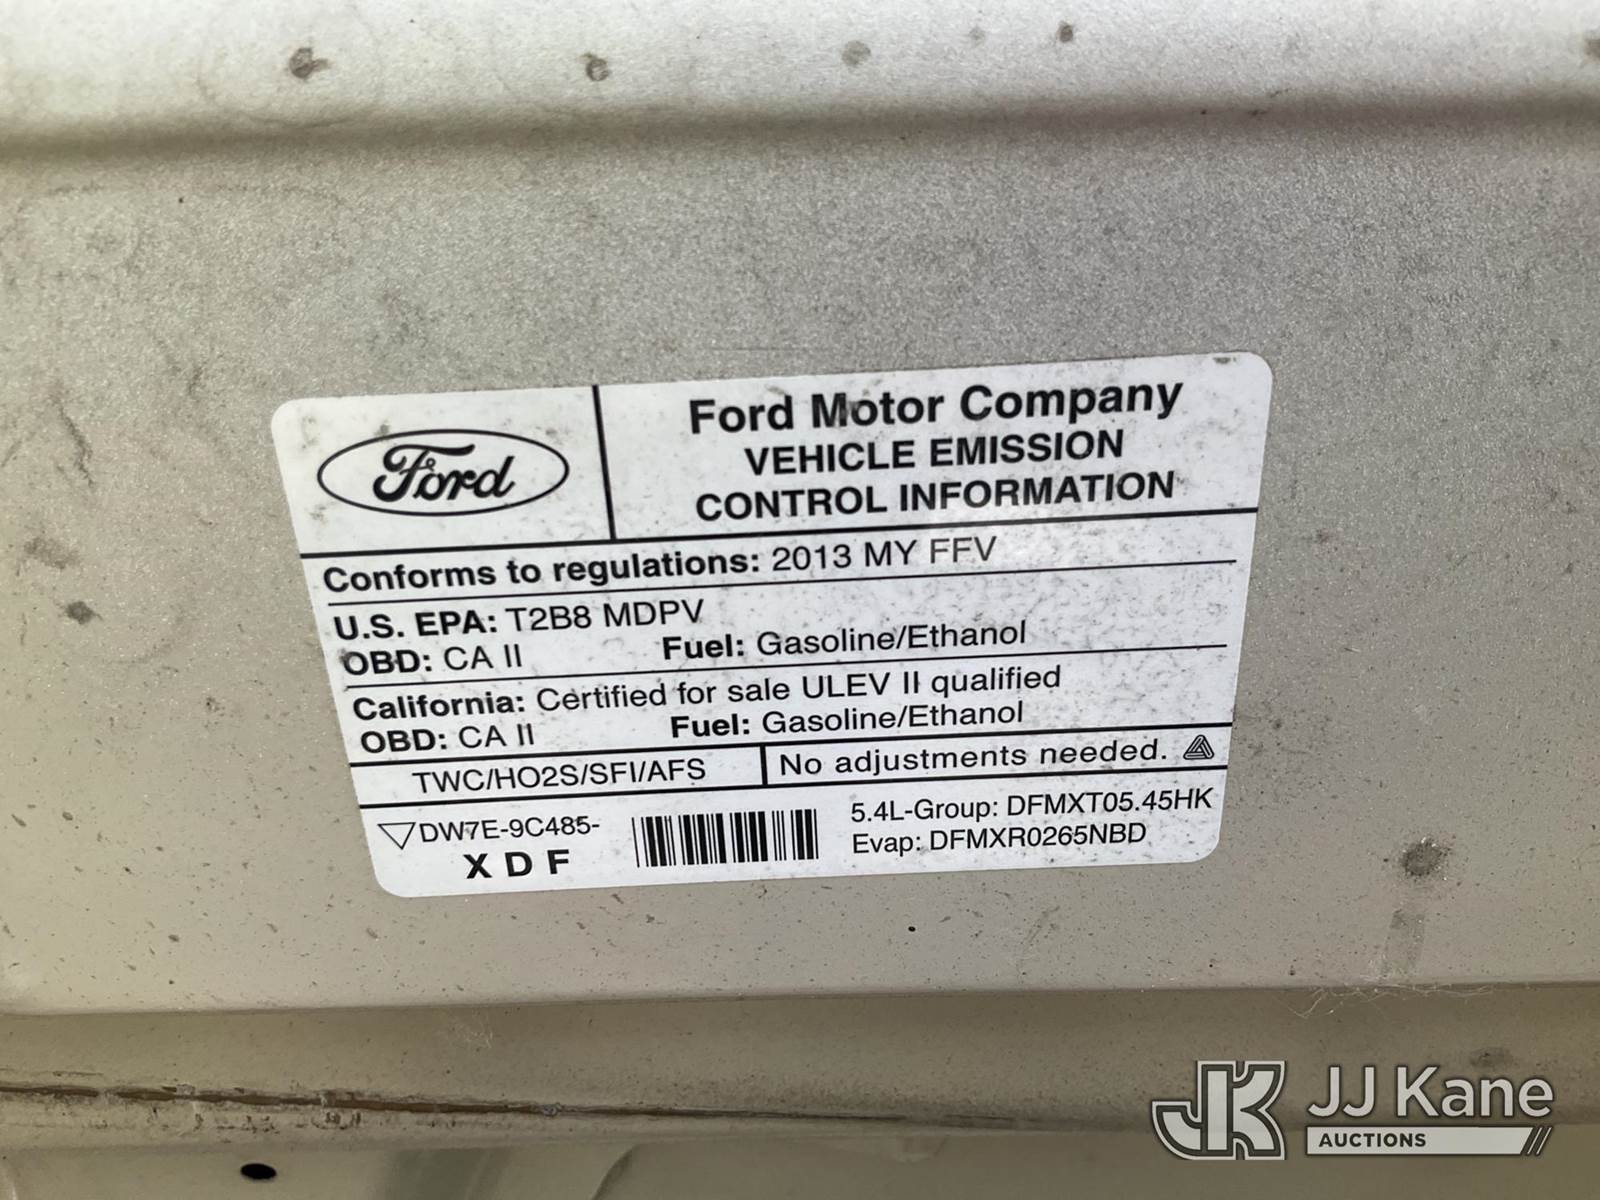 Ford
Ford Motor Company
VEHICLE EMISSION
CONTROL INFORMATION
Conforms to regulations: 2013 MY FFV
U.S. EPA: T2B8 MDPV
OBD: CA II Fuel: Gasoline/Ethanol
California: Certified for sale ULEV II qualified
OBD: CA II Fuel: Gasoline/Ethanol
TWC/HO2S/SFI/AFS No adjustments needed.
DW7E-9C485-
X D F
5.4L-Group: DFMXT05.45HK
Evap: DFMXR0265NBD
JK JJ Kane
AUCTIONS